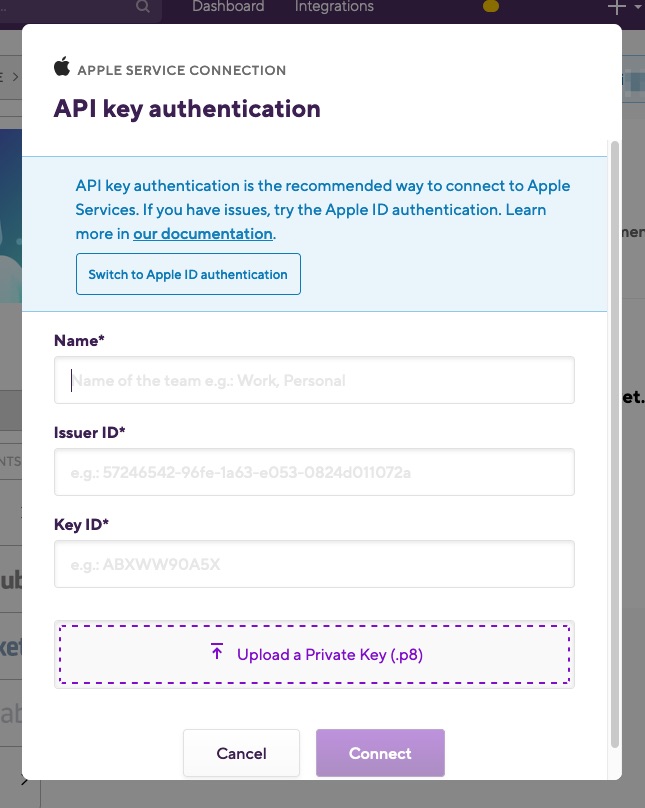 Dashboard Integrations
APPLE SERVICE CONNECTION
API key authentication
API key authentication is the recommended way to connect to Apple
Services. If you have issues, try the Apple ID authentication. Learn
more in our documentation.
Switch to Apple ID authentication
Name*
Name of the team e.g.: Work, Personal
Issuer ID*
e.g.: 57246542-96fe-1a63-e053-0824d011072a
Key ID*
e.g.: ABXWW90A5X
Upload a Private Key (.p8)
Cancel Connect